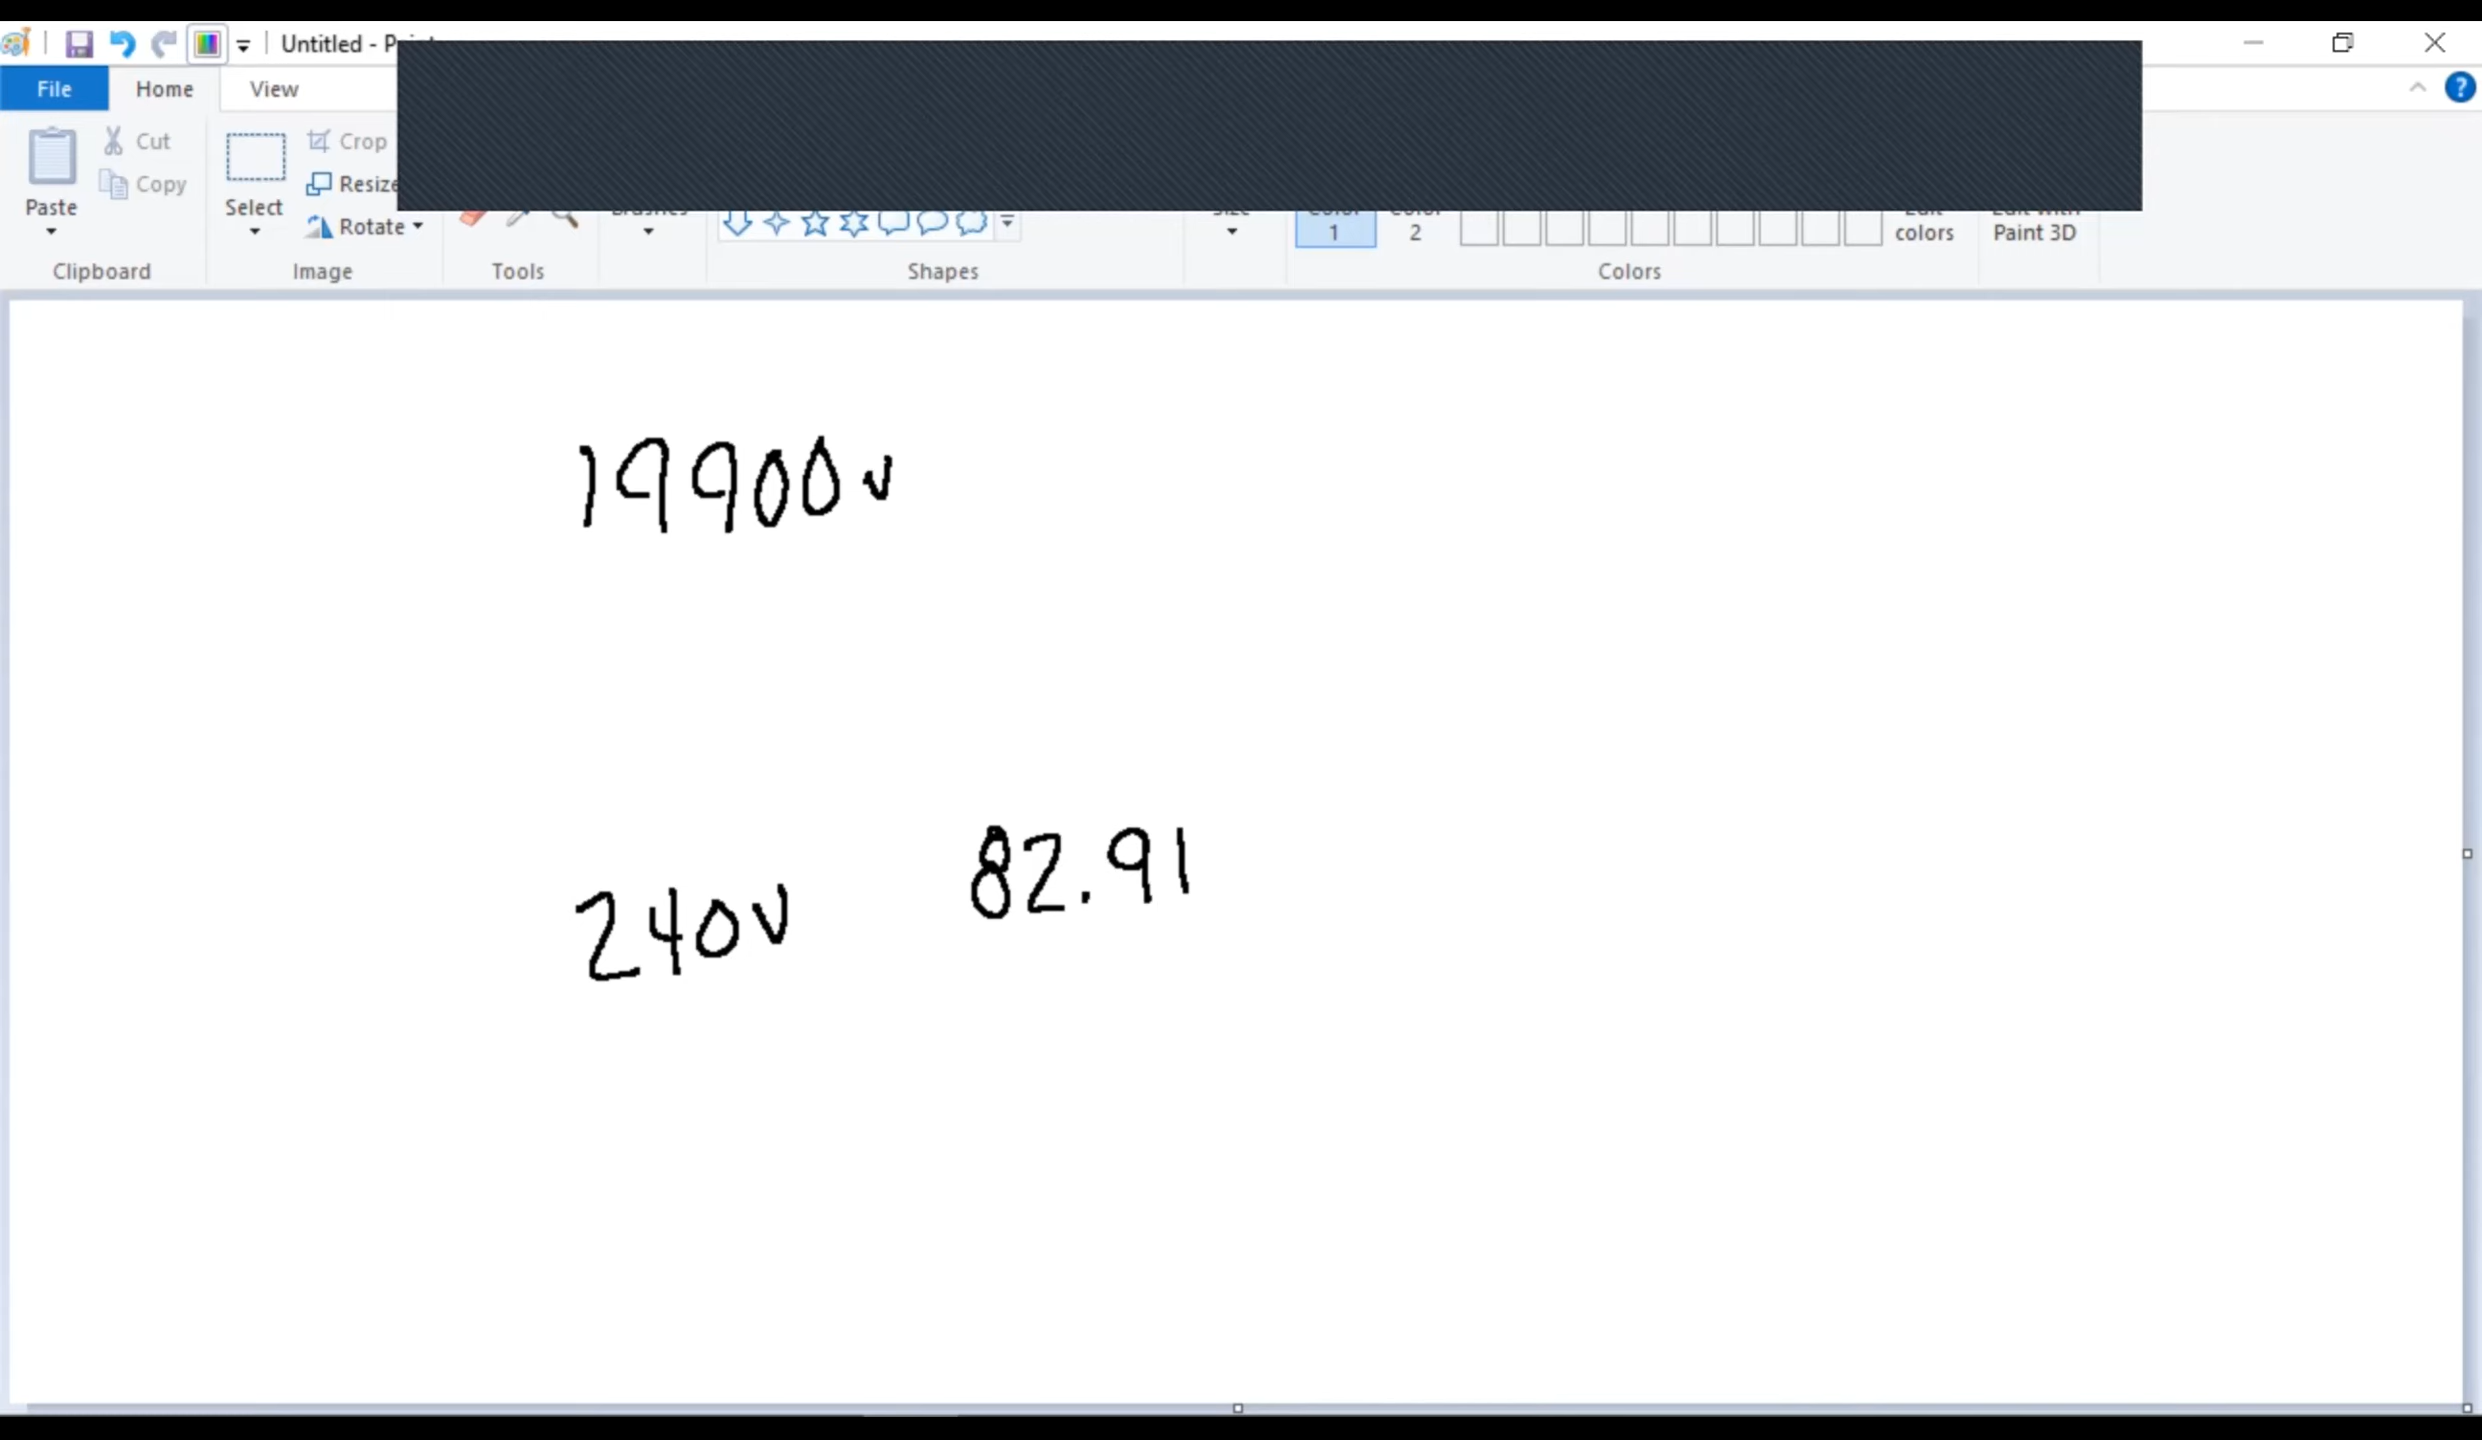 Untitled - Paint
File Home View
Paste
Cut
Copy
Select
Crop
Resize
Rotate
Clipboard
Image
Tools
Shapes
1
2
colors
Paint 3D
Colors
19900v
82.91
240v